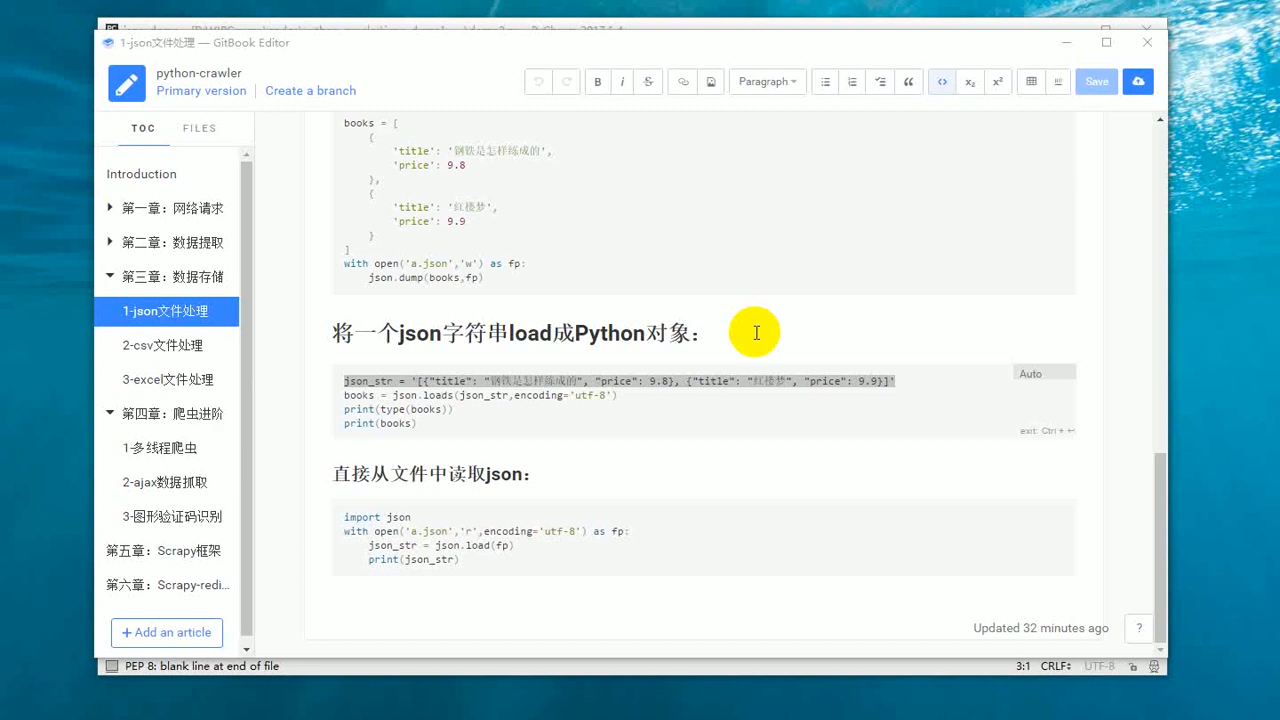 1-json文件处理 — GitBook Editor
python-crawler
Primary version
Create a branch
B i S Paragraph Save
TOC FILES
Introduction
第一章：网络请求
第二章：数据提取
第三章：数据存储
1-json文件处理
2-csv文件处理
3-excel文件处理
第四章：爬虫进阶
1-多线程爬虫
2-ajax数据抓取
3-图形验证码识别
第五章：Scrapy框架
第六章：Scrapy-redi...
+ Add an article
books = [
{
'title': '钢铁是怎样练成的',
'price': 9.8
},
{
'title': '红楼梦',
'price': 9.9
}
]
with open('a.json','w') as fp:
json.dump(books,fp)
将一个json字符串load成Python对象：
Auto
json_str = '[{"title": "钢铁是怎样练成的", "price": 9.8}, {"title": "红楼梦", "price": 9.9}]'
books = json.loads(json_str,encoding='utf-8')
print(type(books))
print(books)
exit: Ctrl + ↩
直接从文件中读取json：
import json
with open('a.json','r',encoding='utf-8') as fp:
json_str = json.load(fp)
print(json_str)
Updated 32 minutes ago
?
PEP 8: blank line at end of file
3:1 CRLF UTF-8